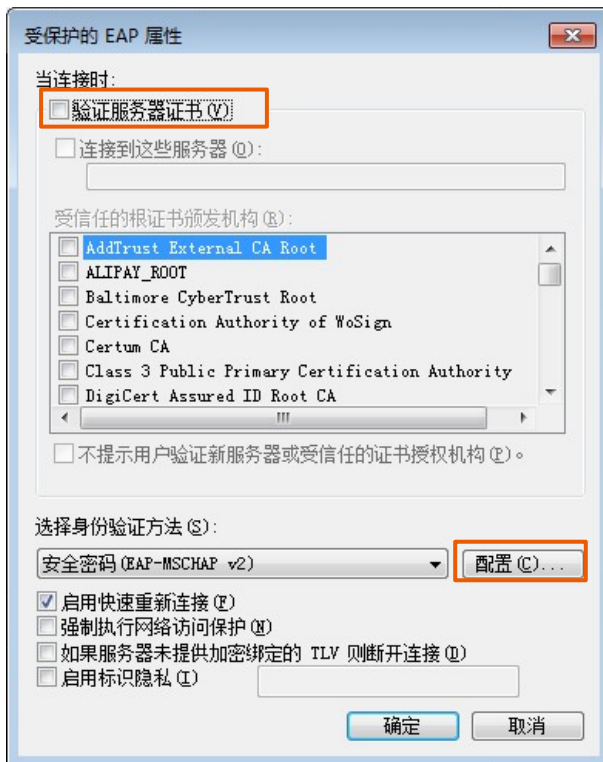 受保护的 EAP 属性
当连接时:
验证服务器证书(V)
连接到这些服务器(O):
受信任的根证书颁发机构(R):
AddTrust External CA Root
ALIPAY_ROOT
Baltimore CyberTrust Root
Certification Authority of WoSign
Certum CA
Class 3 Public Primary Certification Authority
DigiCert Assured ID Root CA
不提示用户验证新服务器或受信任的证书授权机构(P)。
选择身份验证方法(S):
安全密码(EAP-MSCHAP v2)
配置(C)...
启用快速重新连接(F)
强制执行网络访问保护(N)
如果服务器未提供加密绑定的 TLV 则断开连接(D)
启用标识隐私(I)
确定
取消